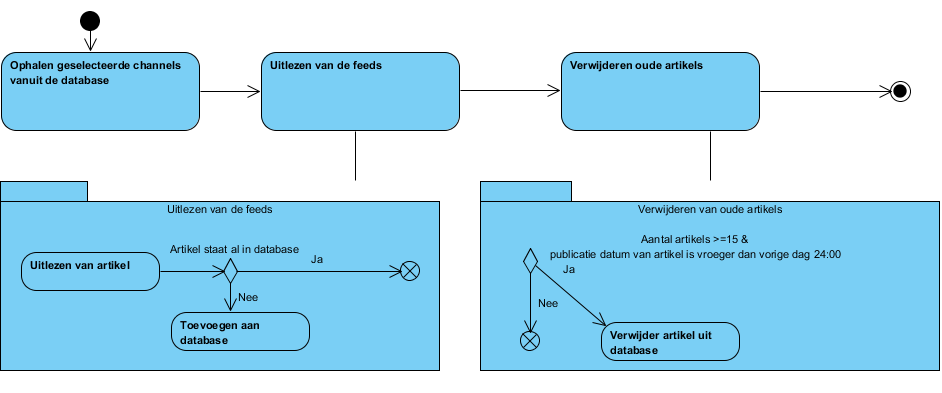 Ophalen geselecteerde channels
vanuit de database
Uitlezen van de feeds
Verwijderen oude artikels
Uitlezen van de feeds
Artikel staat al in database
Uitlezen van artikel
Ja
Nee
Toevoegen aan
database
Verwijderen van oude artikels
Aantal artikels >=15 &
publicatie datum van artikel is vroeger dan vorige dag 24:00
Ja
Nee
Verwijder artikel uit
database